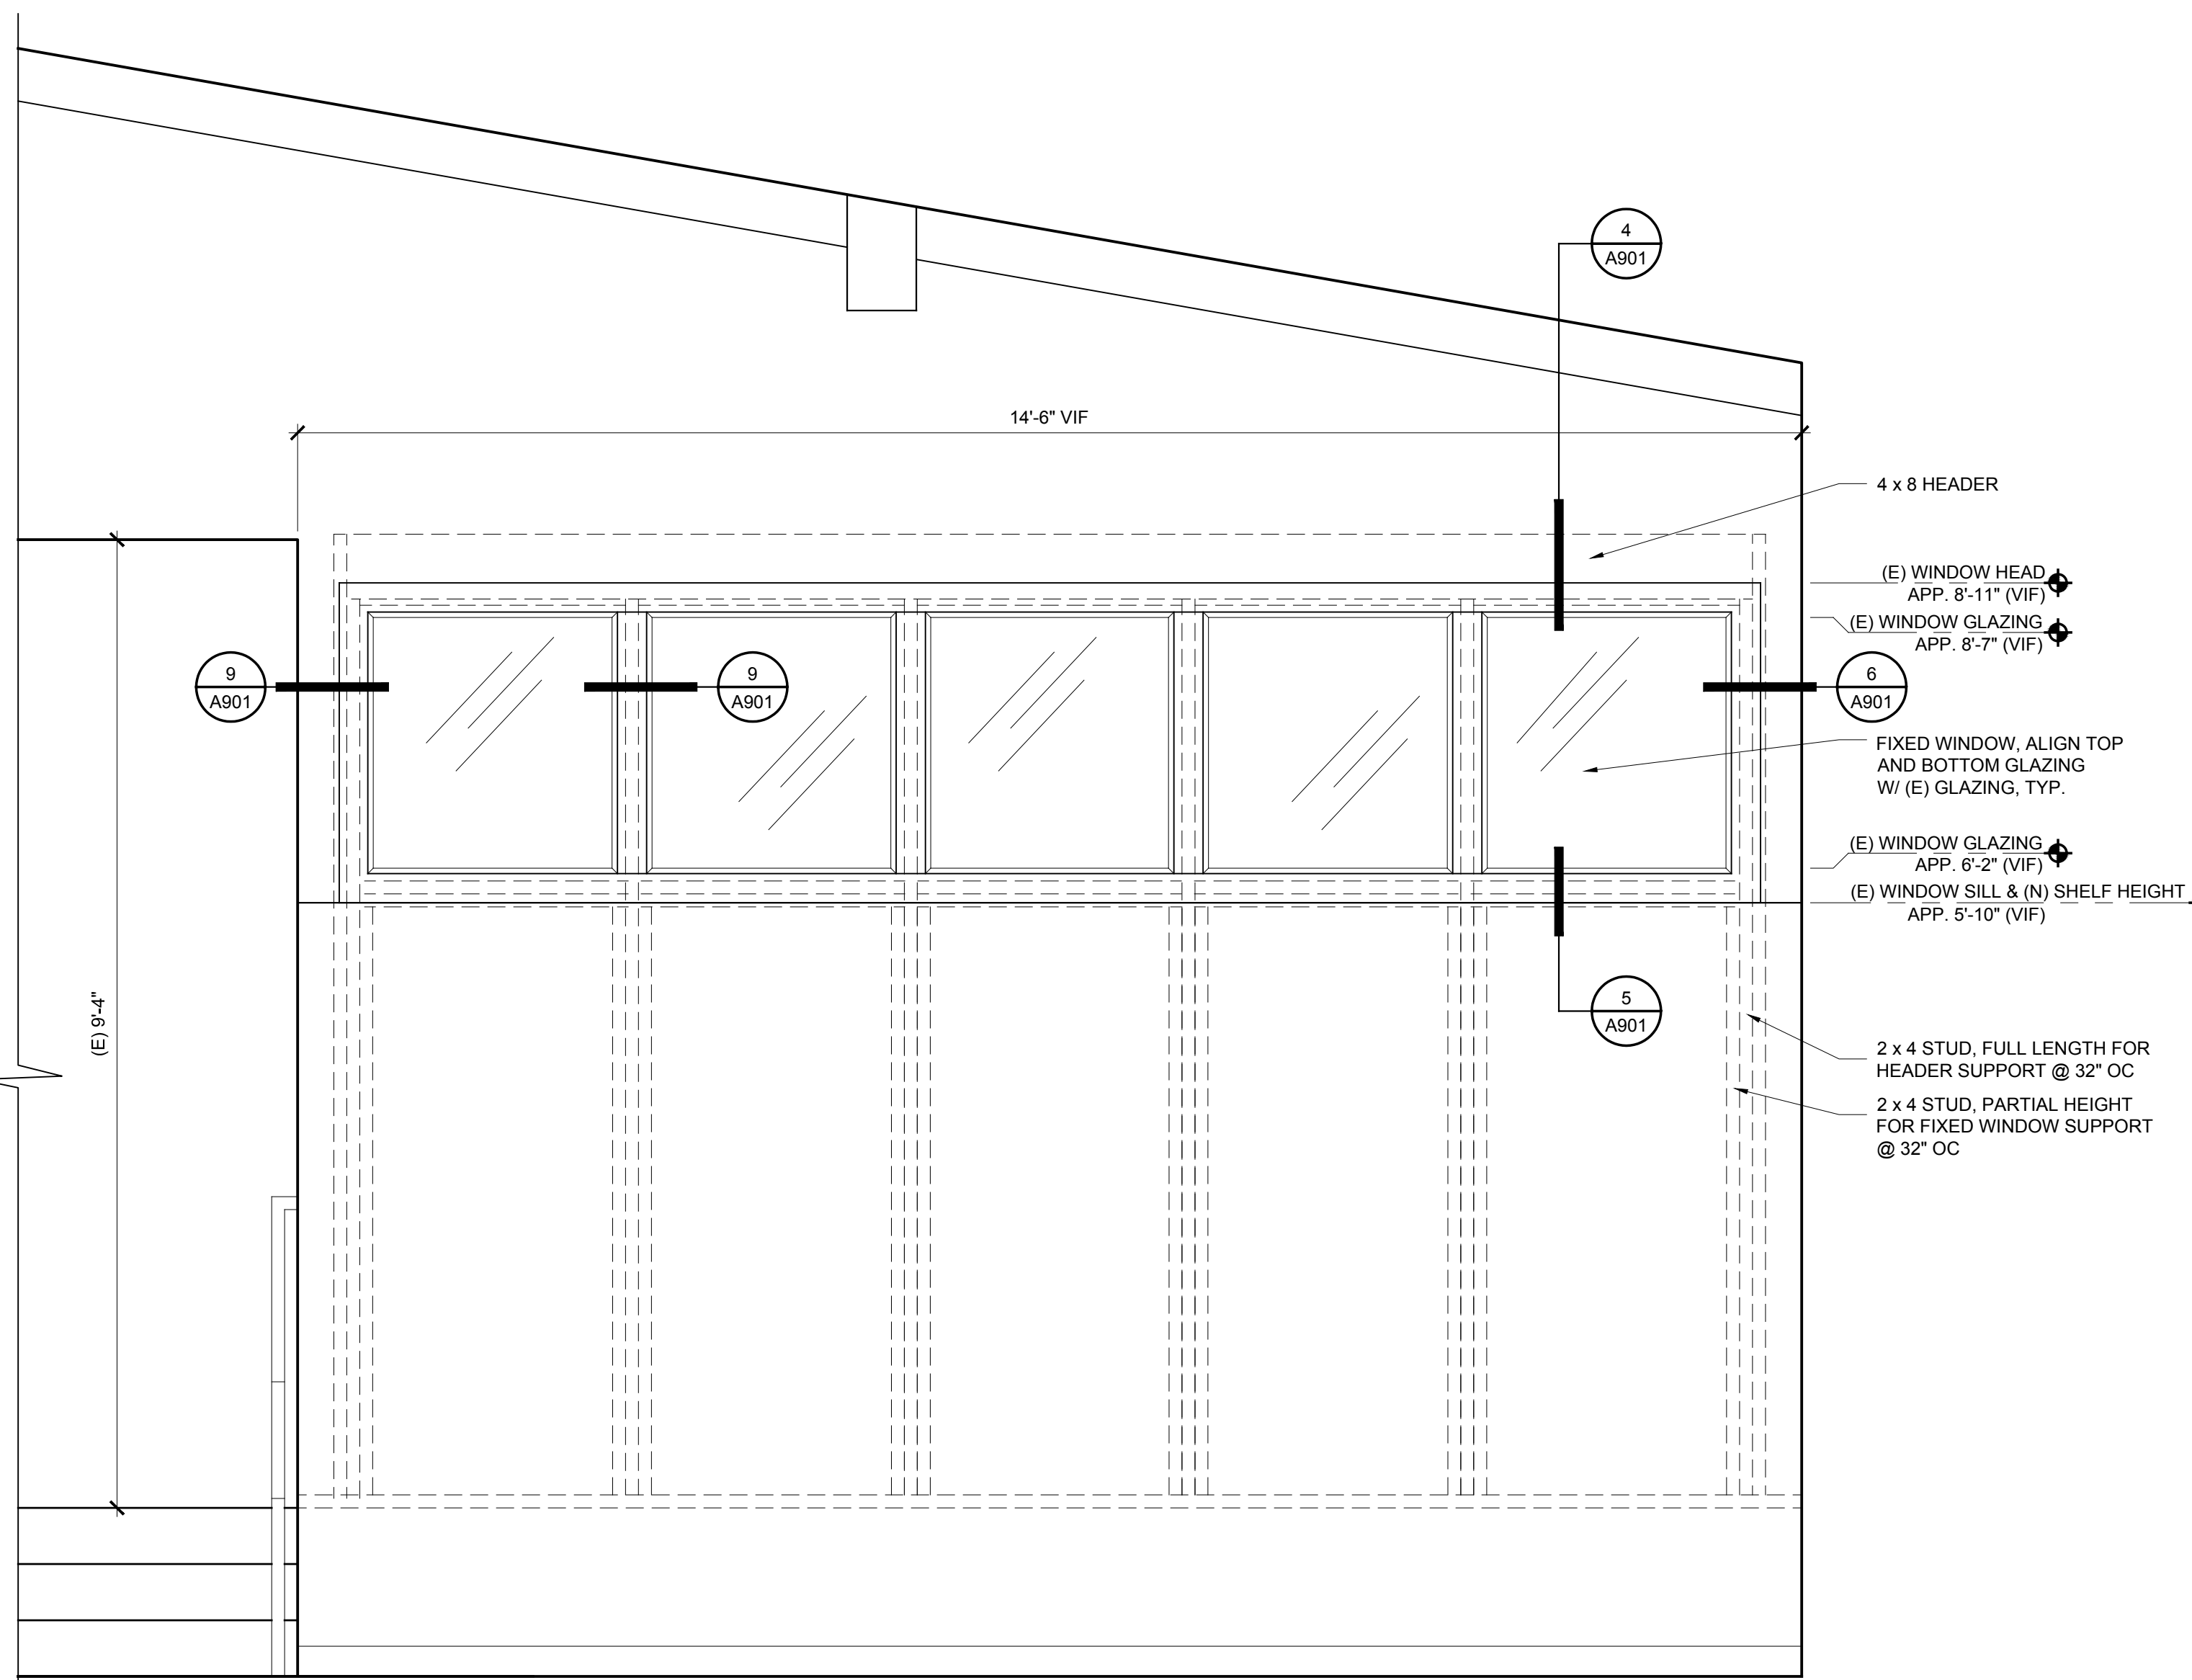 4
A901
14'-6" VIF
4 x 8 HEADER
(E) WINDOW HEAD
APP. 8'-11" (VIF)
(E) WINDOW GLAZING
APP. 8'-7" (VIF)
9
A901
9
A901
6
A901
FIXED WINDOW, ALIGN TOP
AND BOTTOM GLAZING
W/ (E) GLAZING, TYP.
(E) WINDOW GLAZING
APP. 6'-2" (VIF)
(E) WINDOW SILL & (N) SHELF HEIGHT
APP. 5'-10" (VIF)
(E) 9'-4"
5
A901
2 x 4 STUD, FULL LENGTH FOR
HEADER SUPPORT @ 32" OC
2 x 4 STUD, PARTIAL HEIGHT
FOR FIXED WINDOW SUPPORT
@ 32" OC